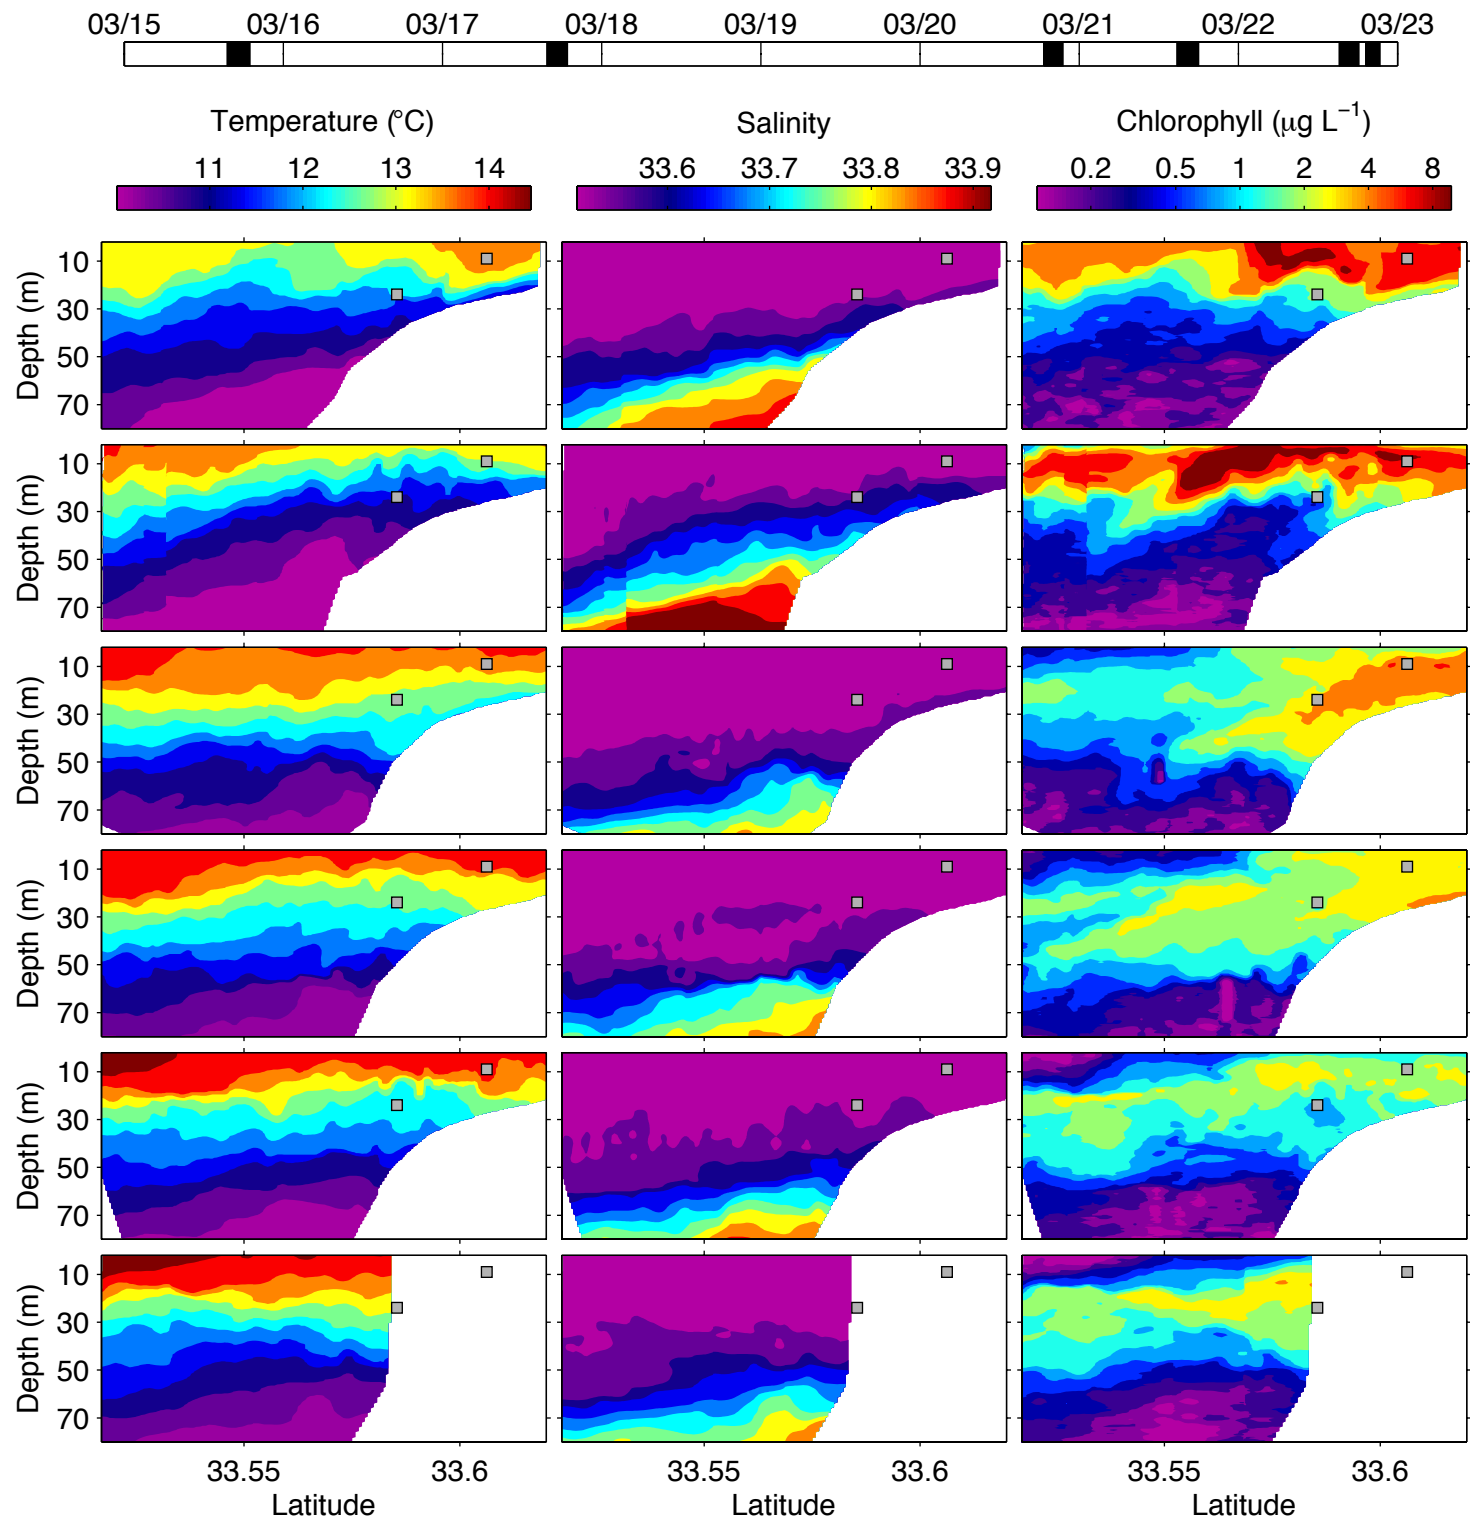 03/15 03/16 03/17 03/18 03/19 03/20 03/21 03/22 03/23
Temperature (°C) Salinity Chlorophyll (μg L⁻¹)
11 12 13 14 33.6 33.7 33.8 33.9 0.2 0.5 1 2 4 8
Depth (m)
10
30
50
70
Depth (m)
10
30
50
70
Depth (m)
10
30
50
70
Depth (m)
10
30
50
70
Depth (m)
10
30
50
70
Depth (m)
10
30
50
70
33.55 33.6 33.55 33.6 33.55 33.6
Latitude Latitude Latitude